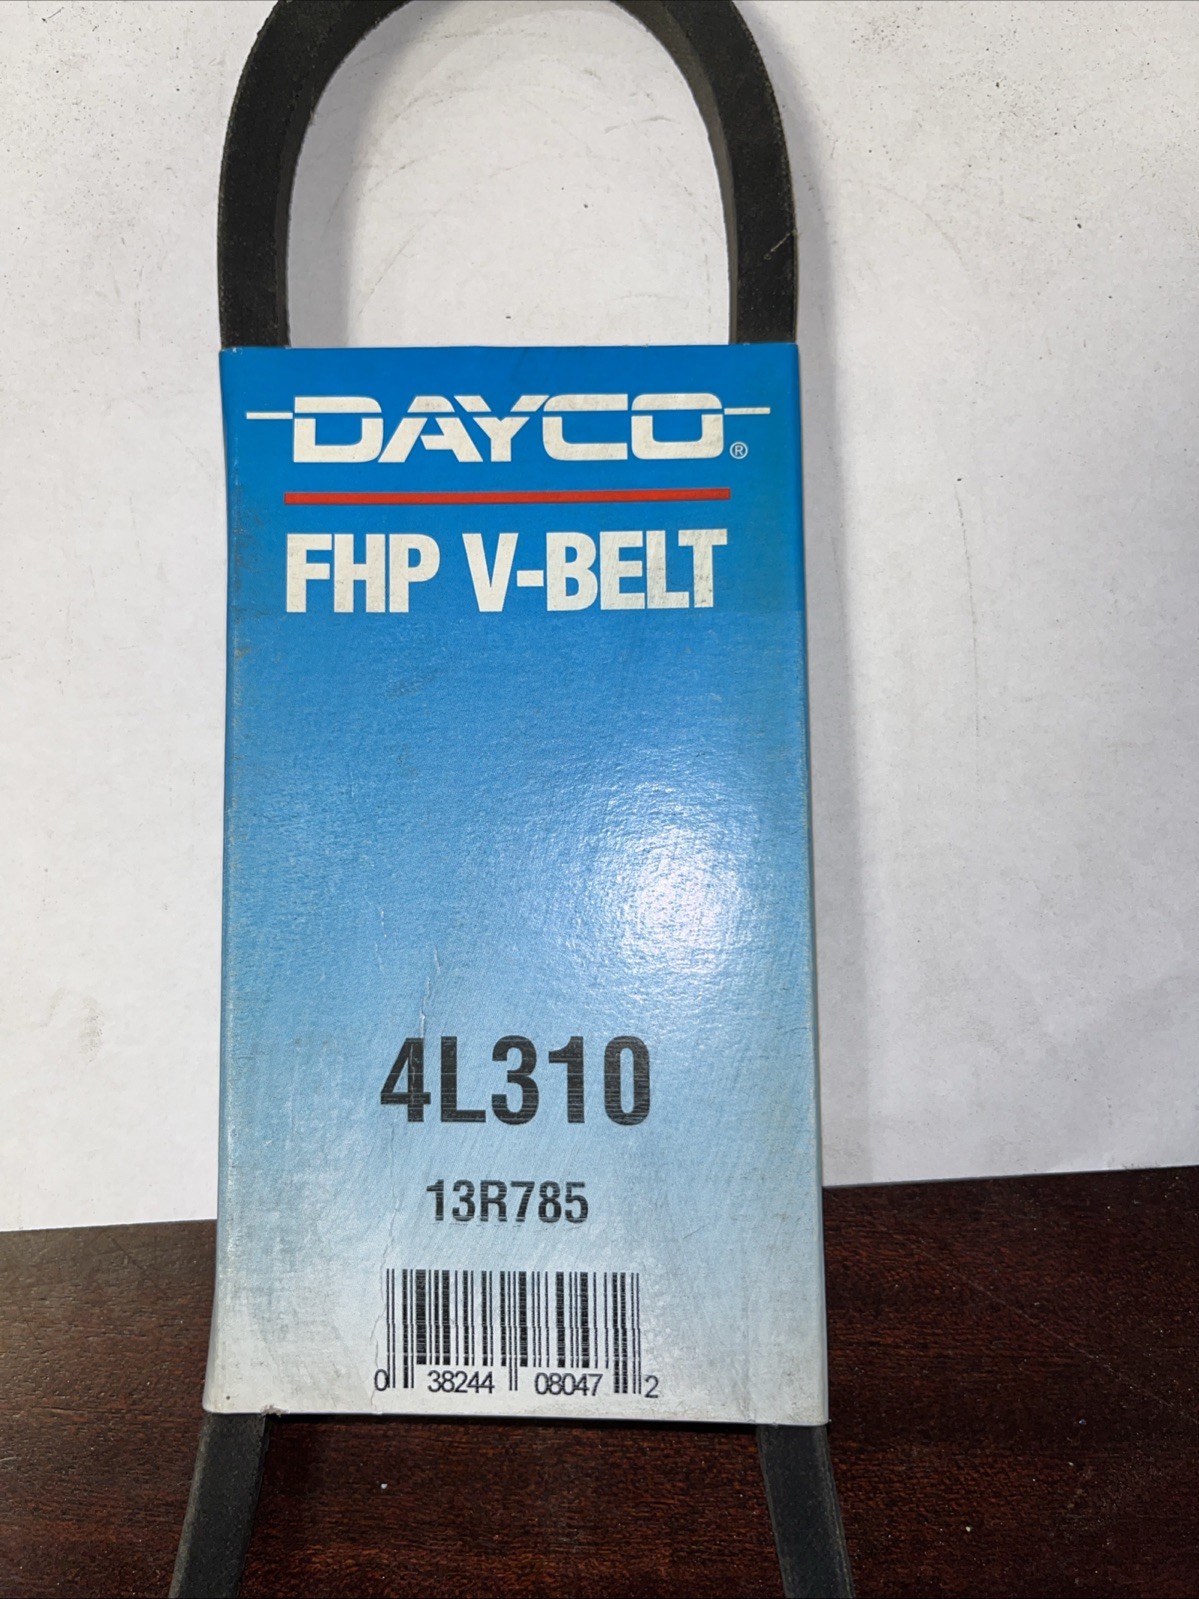 DAYCO®
FHP V-BELT
4L310
13R785
0 38244 08047 2